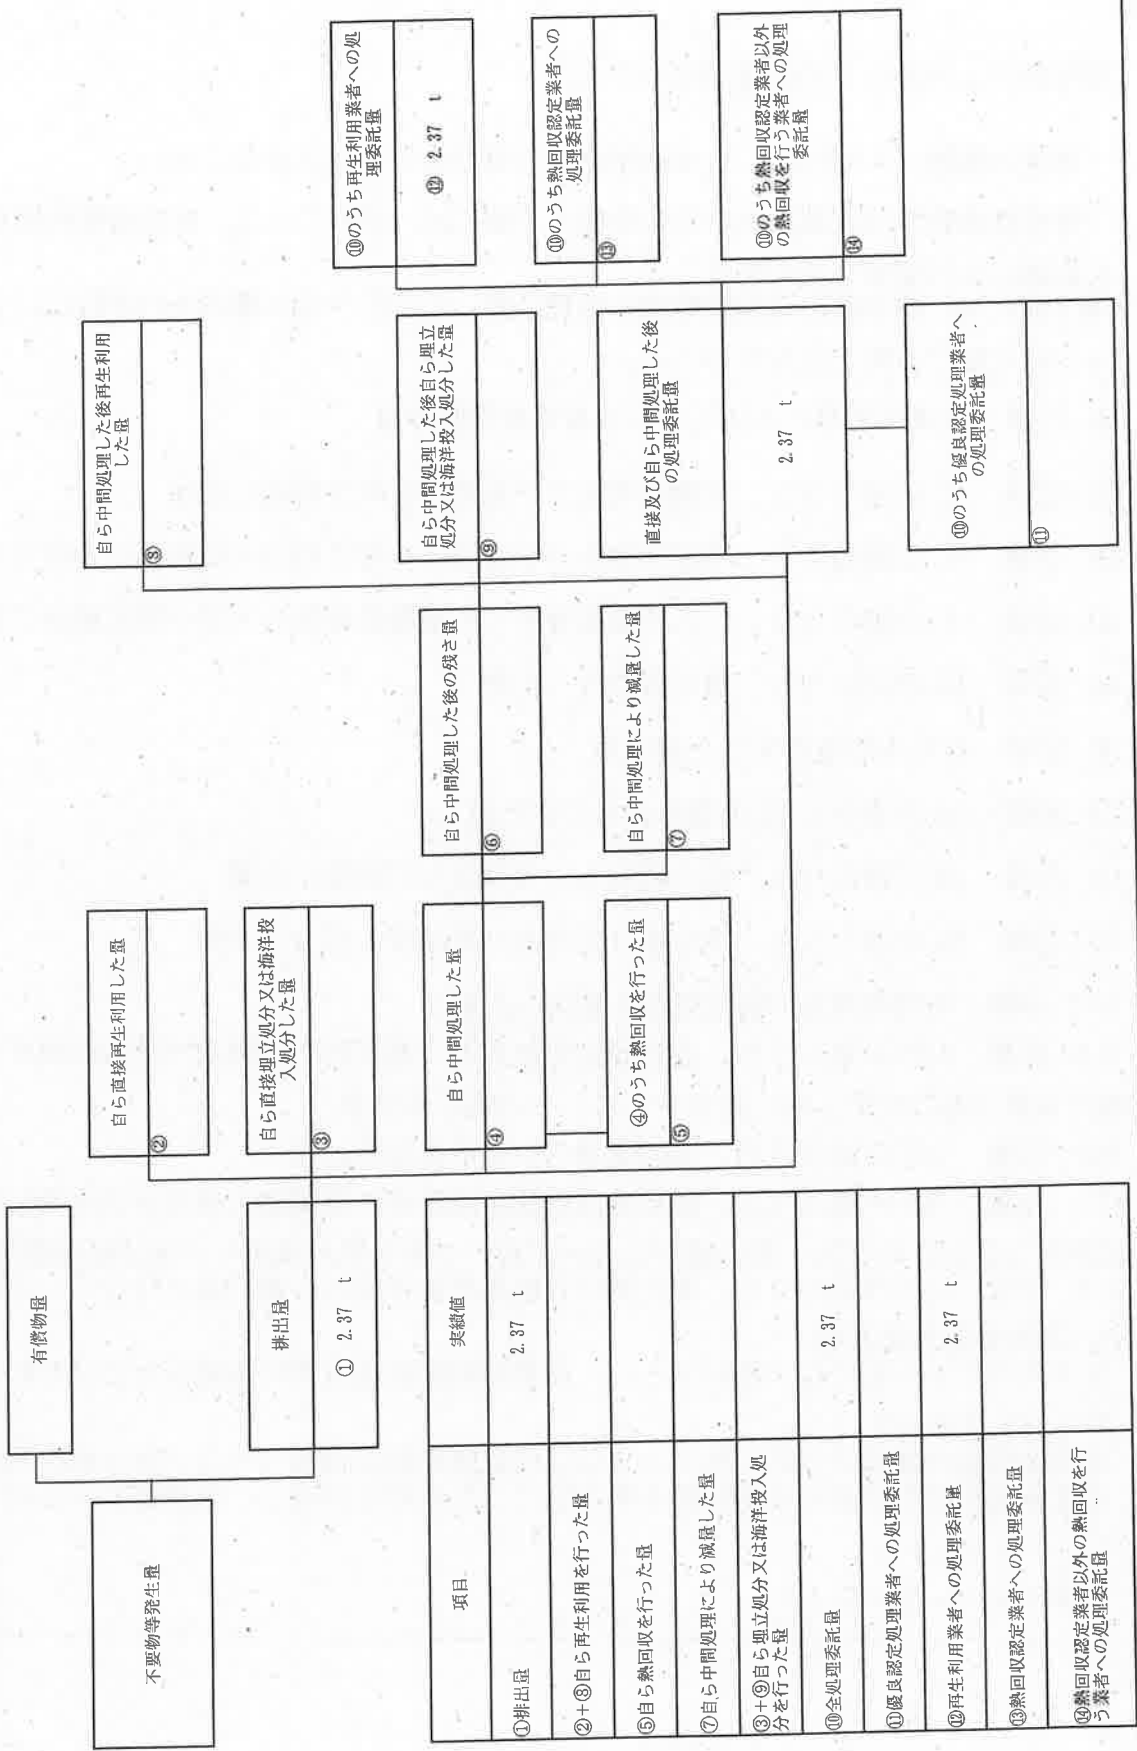 不要物等発生量
有償物量
排出量
① 2.37 t
自ら直接再生利用した量
②
自ら直接埋立処分又は海洋投
入処分した量
③
自ら中間処理した量
④
④のうち熱回収を行った量
⑤
自ら中間処理した後の残さ量
⑥
自ら中間処理により減量した量
⑦
自ら中間処理した後再生利用
した量
⑧
自ら中間処理した後自ら埋立
処分又は海洋投入処分した量
⑨
直接及び自ら中間処理した後
の処理委託量
2.37 t
⑩のうち優良認定処理業者へ
の処理委託量
⑪
⑩のうち再生利用業者への処
理委託量
⑫ 2.37 t
⑩のうち熱回収認定業者への
処理委託量
⑬
⑩のうち熱回収認定業者以外
の熱回収を行う業者への処理
委託量
⑭
項目 実績値
①排出量 2.37 t
②+⑧自ら再生利用を行った量
⑤自ら熱回収を行った量
⑦自ら中間処理により減量した量
③+⑨自ら埋立処分又は海洋投入処
分を行った量
⑩全処理委託量 2.37 t
⑪優良認定処理業者への処理委託量
⑫再生利用業者への処理委託量 2.37 t
⑬熱回収認定業者への処理委託量
⑭熱回収認定業者以外の熱回収を行
う業者への処理委託量